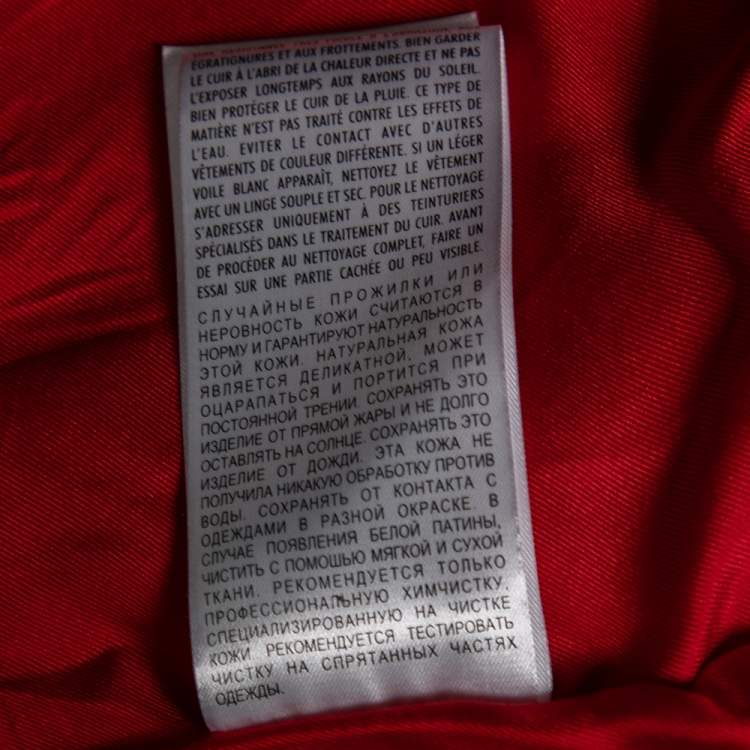 ÉGRATIGNURES ET AUX FROTTEMENTS. BIEN GARDER
LE CUIR À L'ABRI DE LA CHALEUR DIRECTE ET NE PAS
L'EXPOSER LONGTEMPS AUX RAYONS DU SOLEIL.
BIEN PROTÉGER LE CUIR DE LA PLUIE. CE TYPE DE
MATIÈRE N'EST PAS TRAITÉ CONTRE LES EFFETS DE
L'EAU. EVITER LE CONTACT AVEC D'AUTRES
VÊTEMENTS DE COULEUR DIFFÉRENTE. SI UN LÉGER
VOILE BLANC APPARAÎT, NETTOYEZ LE VÊTEMENT
AVEC UN LINGE SOUPLE ET SEC. POUR LE NETTOYAGE
S'ADRESSER UNIQUEMENT À DES TEINTURIERS
SPÉCIALISÉS DANS LE TRAITEMENT DU CUIR. AVANT
DE PROCÉDER AU NETTOYAGE COMPLET, FAIRE UN
ESSAI SUR UNE PARTIE CACHÉE OU PEU VISIBLE.
СЛУЧАЙНЫЕ ПРОЖИЛКИ ИЛИ
НЕРОВНОСТЬ КОЖИ СЧИТАЮТСЯ В
НОРМУ И ГАРАНТИРУЮТ НАТУРАЛЬНОСТЬ
ЭТОЙ КОЖИ. НАТУРАЛЬНАЯ КОЖА
ЯВЛЯЕТСЯ ДЕЛИКАТНОЙ. МОЖЕТ
ОЦАРАПАТЬСЯ И ПОРТИТСЯ ПРИ
ПОСТОЯННОЙ ТРЕНИИ. СОХРАНЯТЬ ЭТО
ИЗДЕЛИЕ ОТ ПРЯМОЙ ЖАРЫ И НЕ ДОЛГО
ОСТАВЛЯТЬ НА СОЛНЦЕ. СОХРАНЯТЬ ЭТО
ИЗДЕЛИЕ ОТ ДОЖДИ. ЭТА КОЖА НЕ
ПОЛУЧИЛА НИКАКУЮ ОБРАБОТКУ ПРОТИВ
ВОДЫ. СОХРАНЯТЬ ОТ КОНТАКТА С
ОДЕЖДАМИ В РАЗНОЙ ОКРАСКЕ. В
СЛУЧАЕ ПОЯВЛЕНИЯ БЕЛОЙ ПАТИНЫ,
ЧИСТИТЬ С ПОМОШЬЮ МЯГКОЙ И СУХОЙ
ТКАНИ. РЕКОМЕНДУЕТСЯ ТОЛЬКО
ПРОФЕССИОНАЛЬНУЮ ХИМЧИСТКУ,
СПЕЦИАЛИЗИРОВАННУЮ НА ЧИСТКЕ
КОЖИ РЕКОМЕНДУЕТСЯ ТЕСТИРОВАТЬ
ЧИСТКУ НА СПРЯТАННЫХ ЧАСТЯХ
ОДЕЖДЫ.